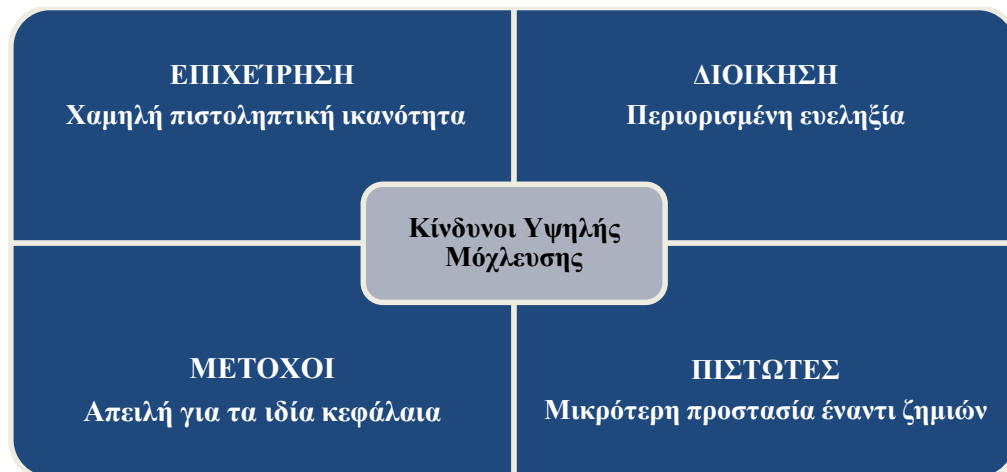 ΕΠΙΧΕΊΡΗΣΗ
Χαμηλή πιστοληπτική ικανότητα
ΔΙΟΙΚΗΣΗ
Περιορισμένη ευεληξία
Κίνδυνοι Υψηλής
Μόχλευσης
ΜΕΤΟΧΟΙ
Απειλή για τα ιδία κεφάλαια
ΠΙΣΤΩΤΕΣ
Μικρότερη προστασία έναντι ζημιών